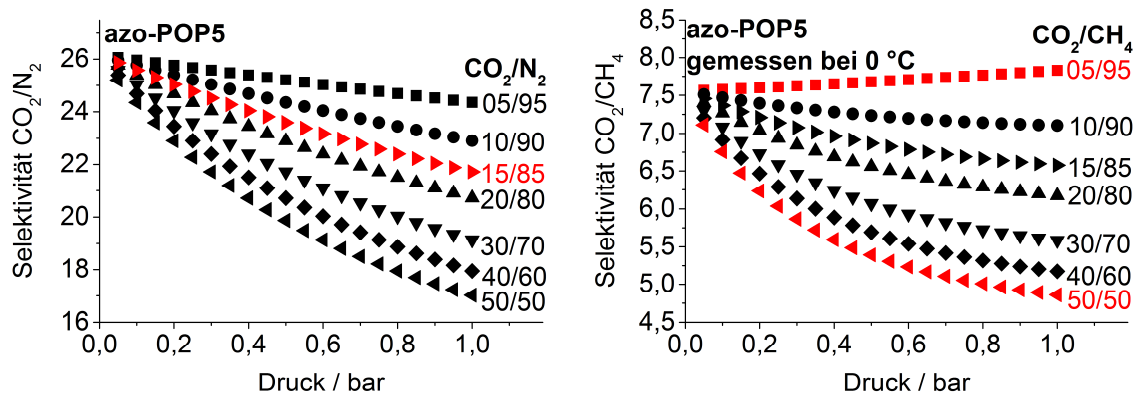 azo-POP5
CO₂/N₂
05/95
10/90
15/85
20/80
30/70
40/60
50/50
26
24
22
20
18
16
0,0 0,2 0,4 0,6 0,8 1,0
Druck / bar
Selektivität CO₂/N₂
azo-POP5
gemessen bei 0 °C
CO₂/CH₄
05/95
10/90
15/85
20/80
30/70
40/60
50/50
8,5
8,0
7,5
7,0
6,5
6,0
5,5
5,0
4,5
0,0 0,2 0,4 0,6 0,8 1,0
Druck / bar
Selektivität CO₂/CH₄